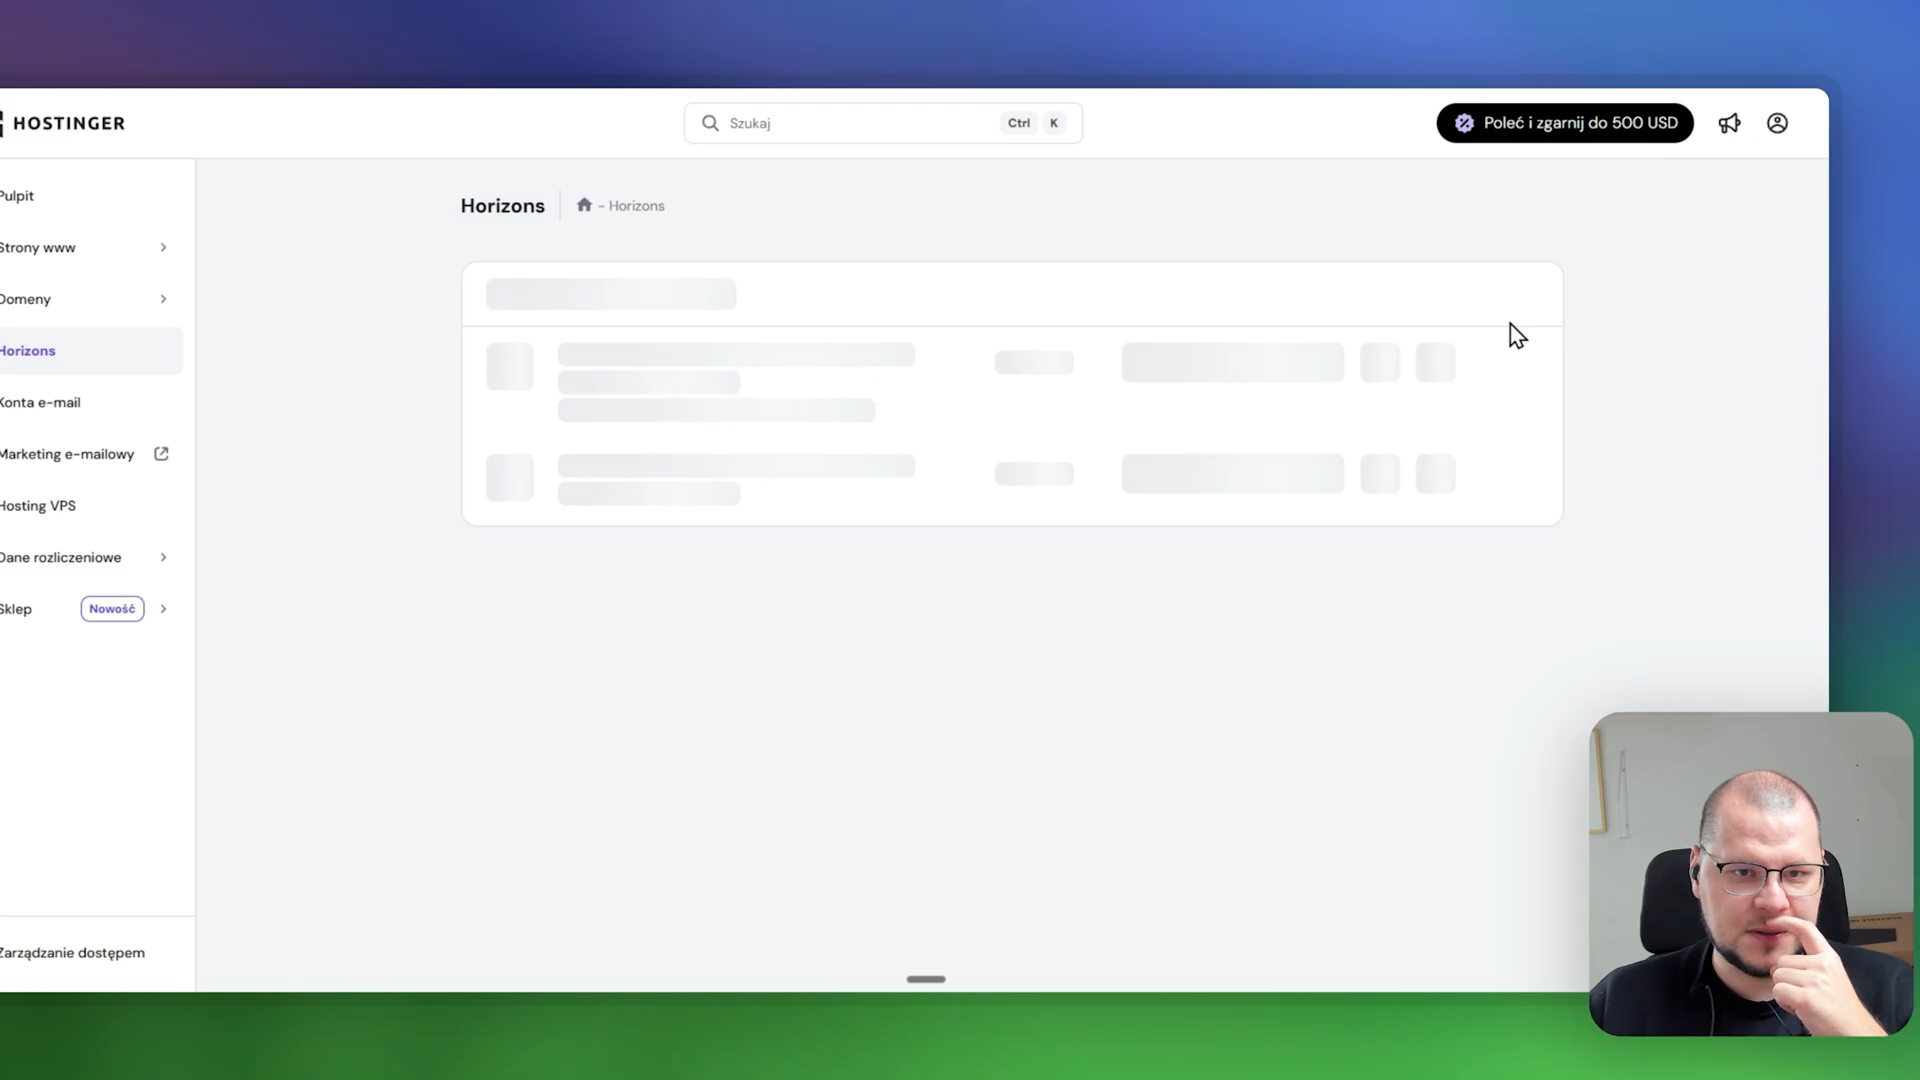 HOSTINGER
Szukaj
Ctrl
K
Poleć i zgarnij do 500 USD
Pulpit
Strony www
Domeny
Horizons
Konta e-mail
Marketing e-mailowy
Hosting VPS
Dane rozliczeniowe
Sklep
Nowość
Zarządzanie dostępem
Horizons
- Horizons